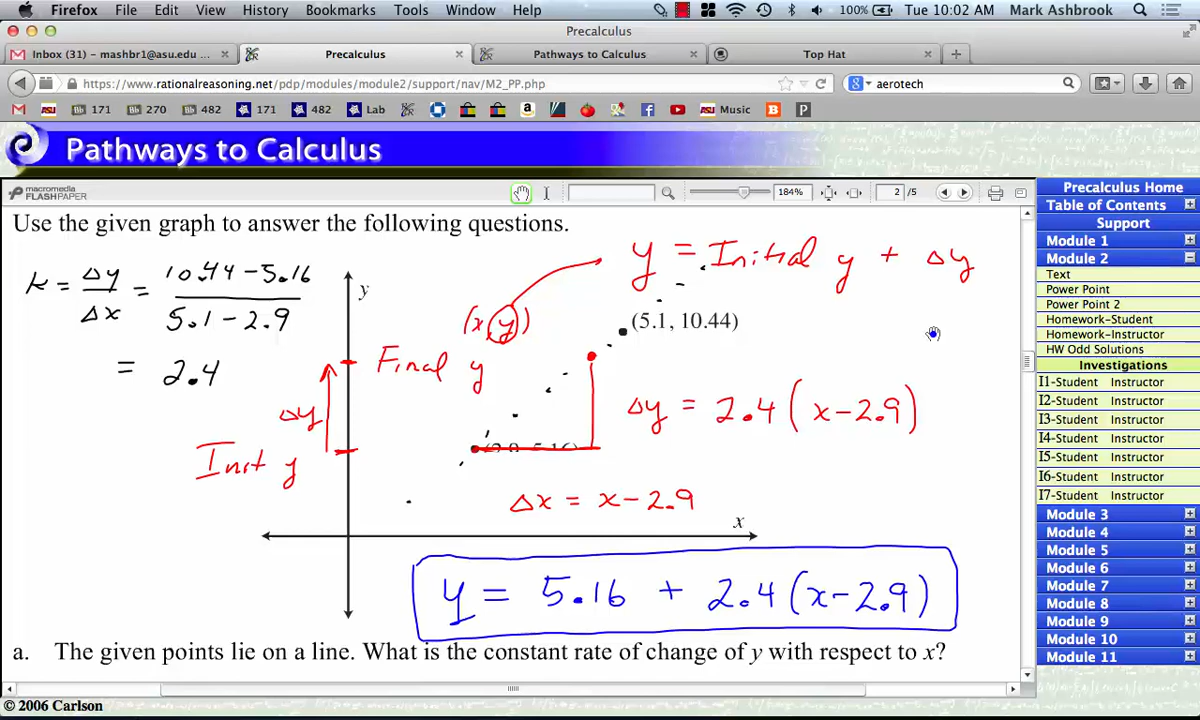 Firefox File Edit View History Bookmarks Tools Window Help 100% Tue 10:02 AM Mark Ashbrook
Precalculus
Inbox (31) – mashbr1@asu.edu ... Precalculus Pathways to Calculus Top Hat
https://www.rationalreasoning.net/pdp/modules/module2/support/nav/M2_PP.php aerotech
171 270 482 171 482 Lab Music
Pathways to Calculus
macromedia
FLASHPAPER
184%
2 /5
Use the given graph to answer the following questions.
K = Δy/Δx = (10.44 - 5.16)/(5.1 - 2.9)
= 2.4
y
(x, y)
y = Initial y + Δy
(5.1, 10.44)
Final y
Δy
Δy = 2.4 (x - 2.9)
Init y
(2.9, 5.16)
Δx = x - 2.9
x
y = 5.16 + 2.4 (x - 2.9)
a. The given points lie on a line. What is the constant rate of change of y with respect to x?
© 2006 Carlson
Precalculus Home
Table of Contents
Support
Module 1
Module 2
Text
Power Point
Power Point 2
Homework-Student
Homework-Instructor
HW Odd Solutions
Investigations
I1-Student Instructor
I2-Student Instructor
I3-Student Instructor
I4-Student Instructor
I5-Student Instructor
I6-Student Instructor
I7-Student Instructor
Module 3
Module 4
Module 5
Module 6
Module 7
Module 8
Module 9
Module 10
Module 11